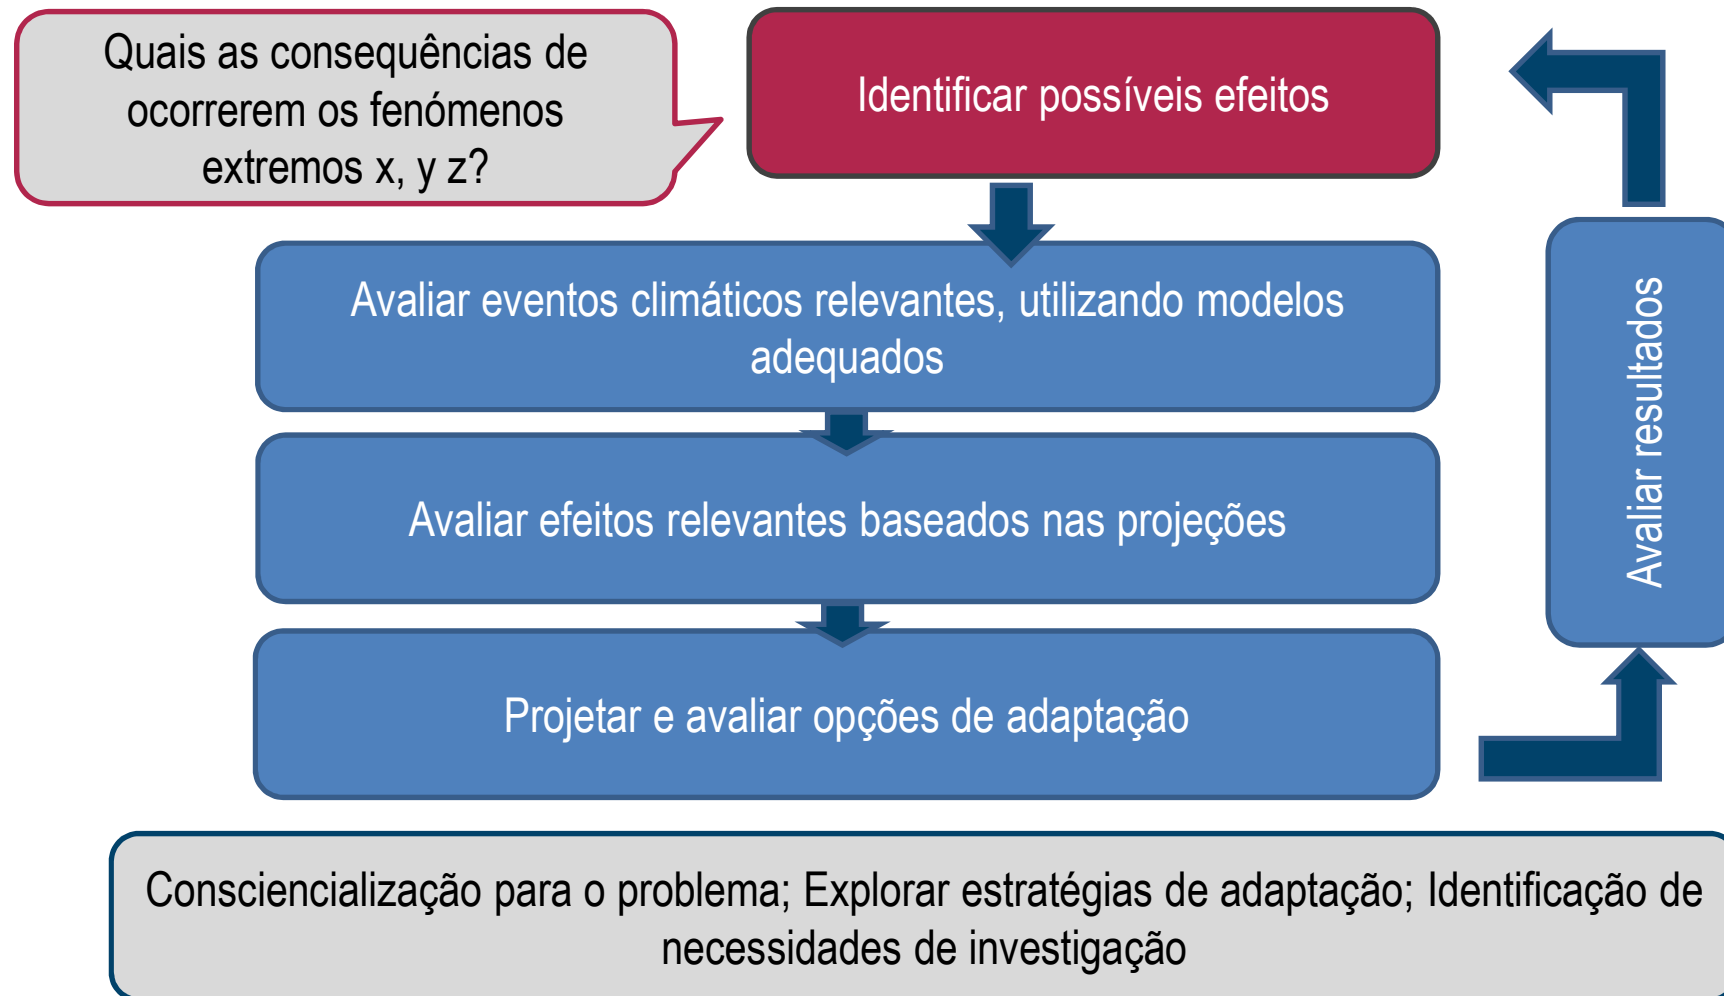 Quais as consequências de
ocorrerem os fenómenos
extremos x, y z?
Identificar possíveis efeitos
Avaliar eventos climáticos relevantes, utilizando modelos
adequados
Avaliar efeitos relevantes baseados nas projeções
Projetar e avaliar opções de adaptação
Avaliar resultados
Consciencialização para o problema; Explorar estratégias de adaptação; Identificação de
necessidades de investigação